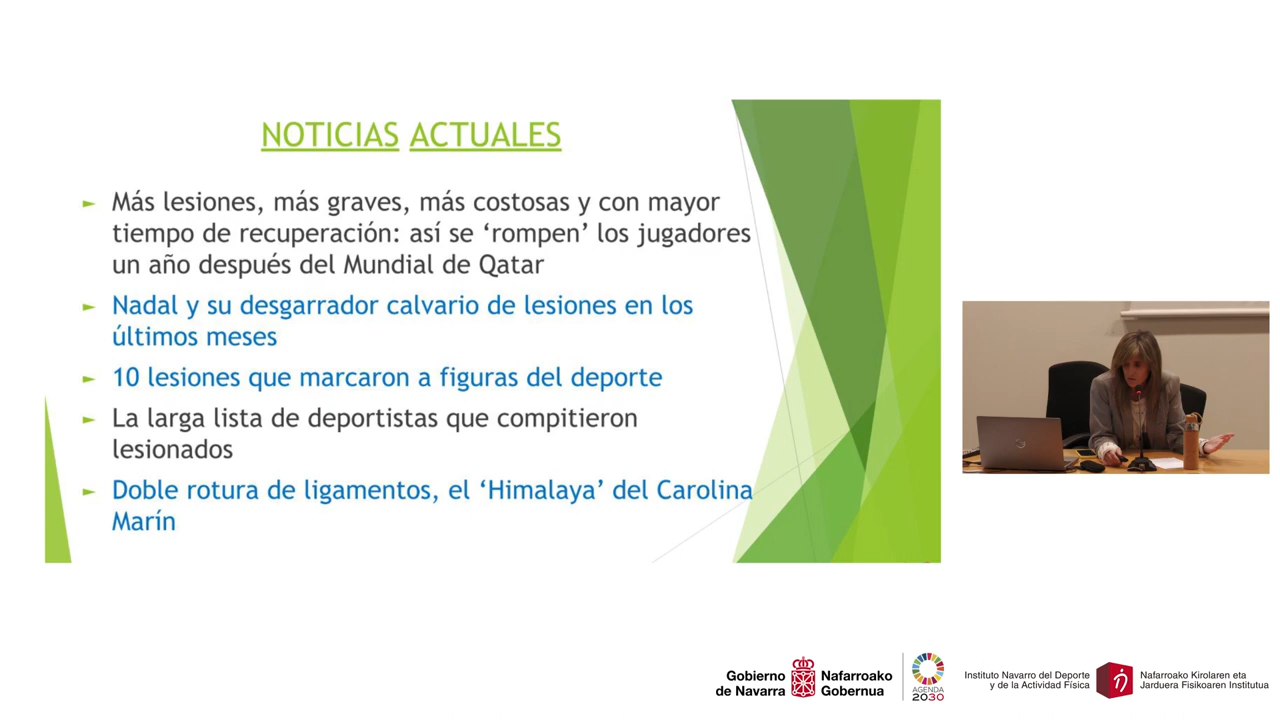 NOTICIAS ACTUALES
► Más lesiones, más graves, más costosas y con mayor
tiempo de recuperación: así se ‘rompen’ los jugadores
un año después del Mundial de Qatar
► Nadal y su desgarrador calvario de lesiones en los
últimos meses
► 10 lesiones que marcaron a figuras del deporte
► La larga lista de deportistas que compitieron
lesionados
► Doble rotura de ligamentos, el ‘Himalaya’ del Carolina
Marín
Gobierno
de Navarra
Nafarroako
Gobernua
AGENDA
2030
Instituto Navarro del Deporte
y de la Actividad Física
Nafarroako Kirolaren eta
Jarduera Fisikoaren Institutua